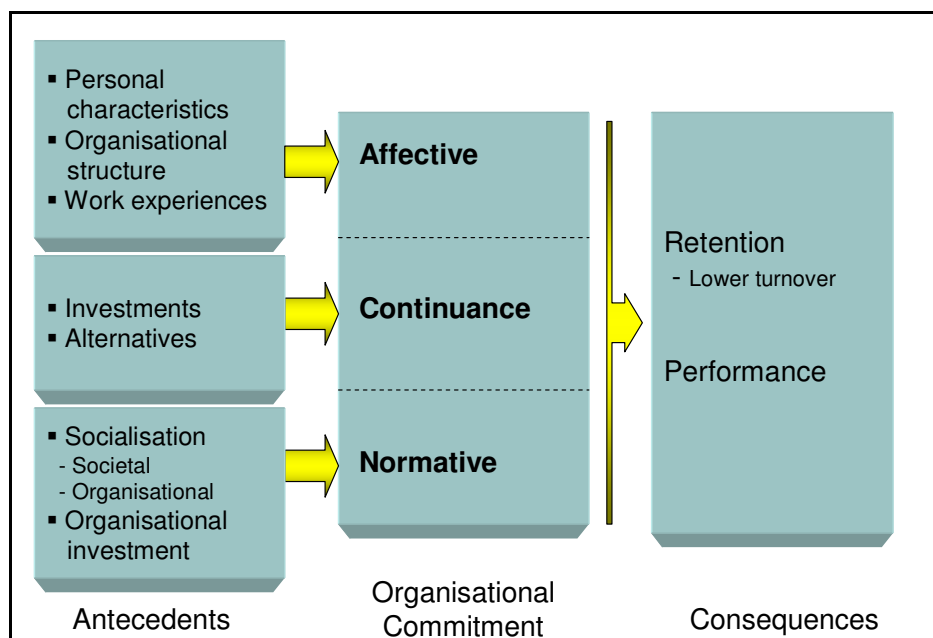 ▪ Personal
characteristics
▪ Organisational
structure
▪ Work experiences
▪ Investments
▪ Alternatives
▪ Socialisation
- Societal
- Organisational
▪ Organisational
investment
Antecedents
Affective
Continuance
Normative
Organisational
Commitment
Retention
- Lower turnover
Performance
Consequences